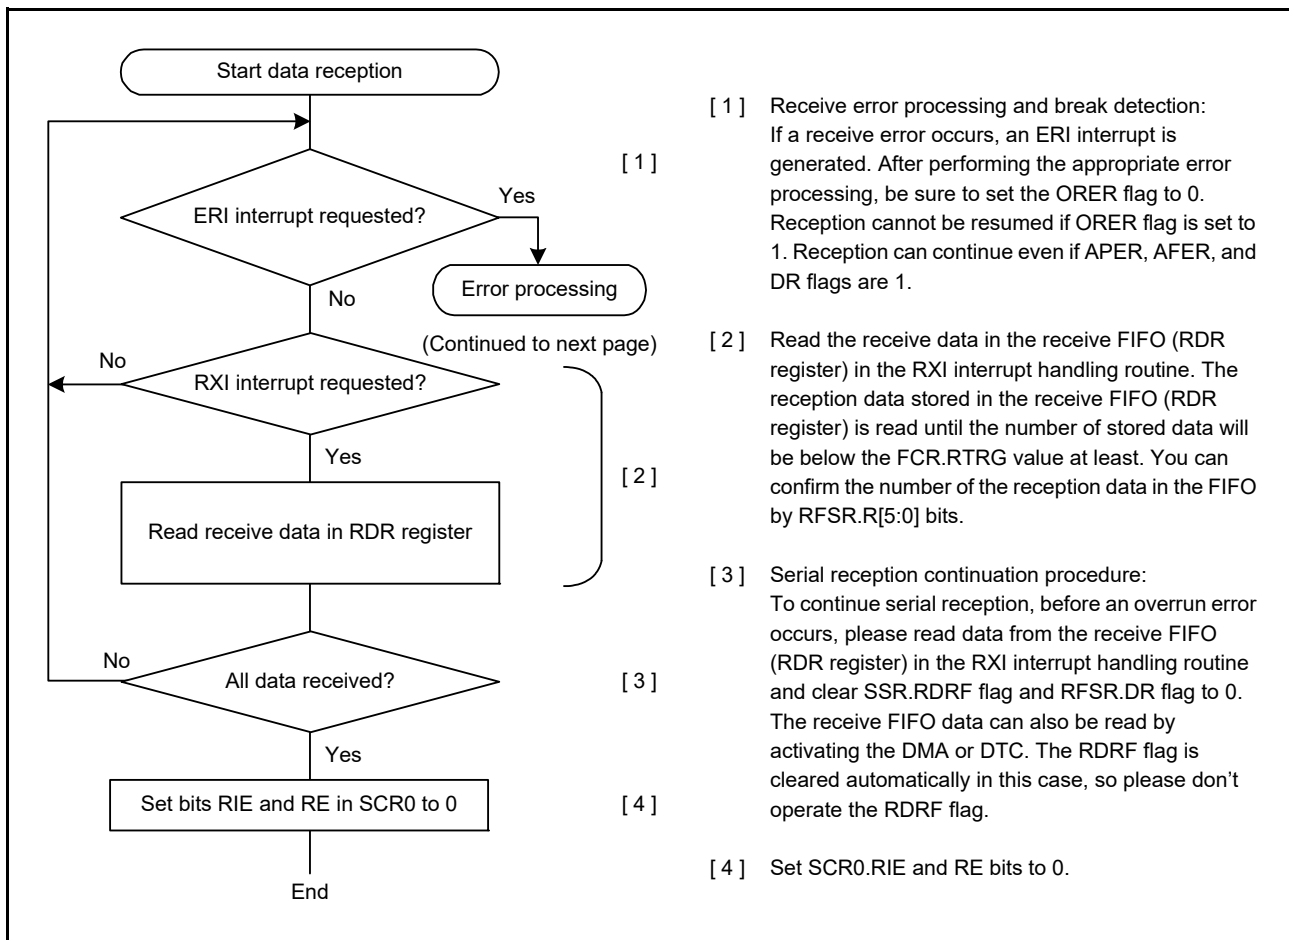 Start data reception
[ 1 ]
ERI interrupt requested?
Yes
Error processing
No
(Continued to next page)
No
RXI interrupt requested?
Yes
[ 2 ]
Read receive data in RDR register
No
All data received?
[ 3 ]
Yes
Set bits RIE and RE in SCR0 to 0
[ 4 ]
End
[ 1 ] Receive error processing and break detection:
If a receive error occurs, an ERI interrupt is
generated. After performing the appropriate error
processing, be sure to set the ORER flag to 0.
Reception cannot be resumed if ORER flag is set to
1. Reception can continue even if APER, AFER, and
DR flags are 1.
[ 2 ] Read the receive data in the receive FIFO (RDR
register) in the RXI interrupt handling routine. The
reception data stored in the receive FIFO (RDR
register) is read until the number of stored data will
be below the FCR.RTRG value at least. You can
confirm the number of the reception data in the FIFO
by RFSR.R[5:0] bits.
[ 3 ] Serial reception continuation procedure:
To continue serial reception, before an overrun error
occurs, please read data from the receive FIFO
(RDR register) in the RXI interrupt handling routine
and clear SSR.RDRF flag and RFSR.DR flag to 0.
The receive FIFO data can also be read by
activating the DMA or DTC. The RDRF flag is
cleared automatically in this case, so please don’t
operate the RDRF flag.
[ 4 ] Set SCR0.RIE and RE bits to 0.